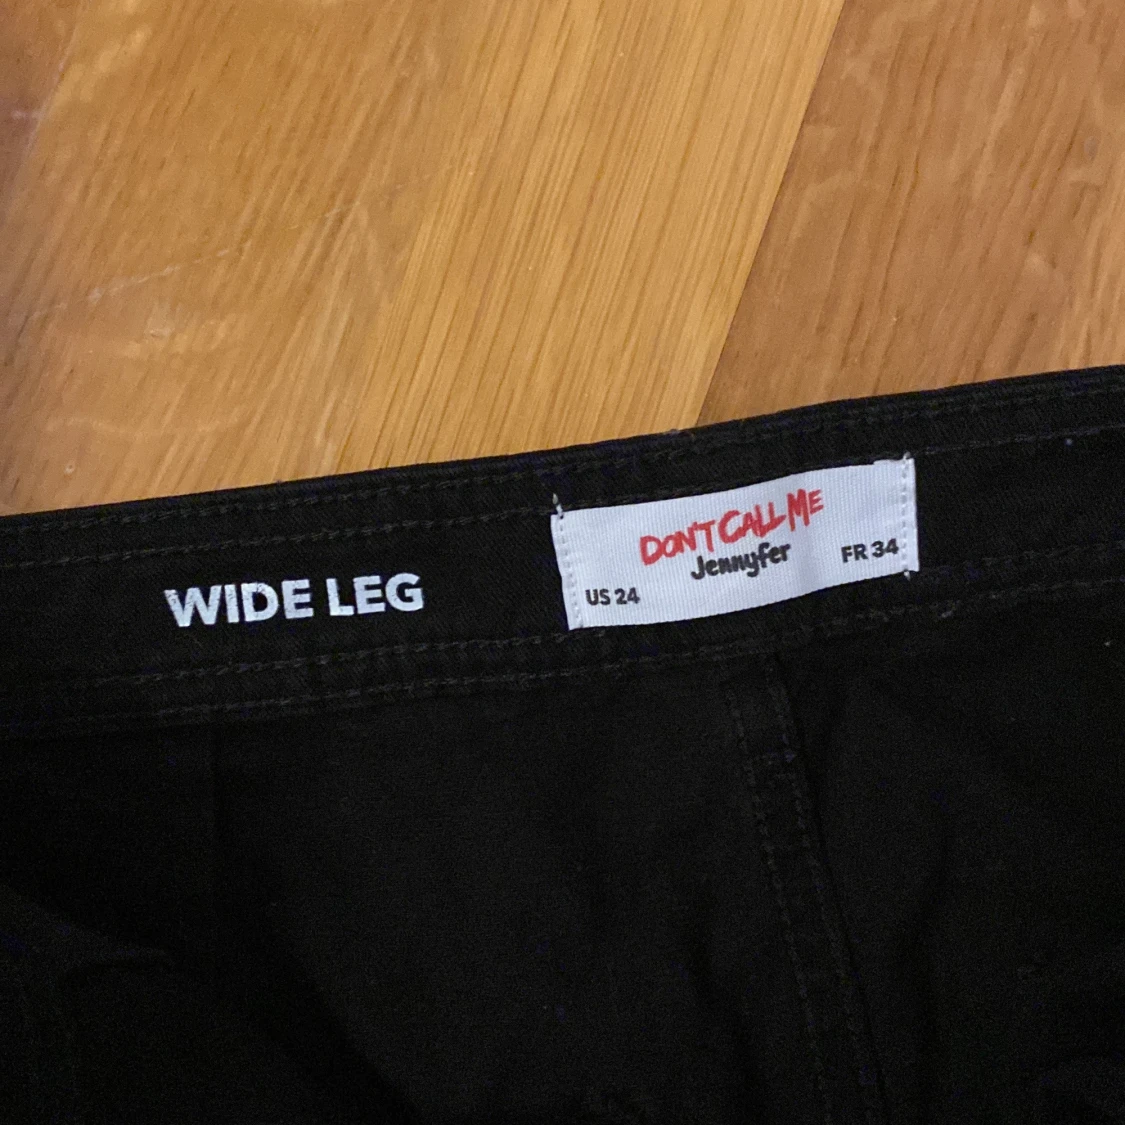 WIDE LEG
DON'T CALL ME
Jennyfer
US 24
FR 34